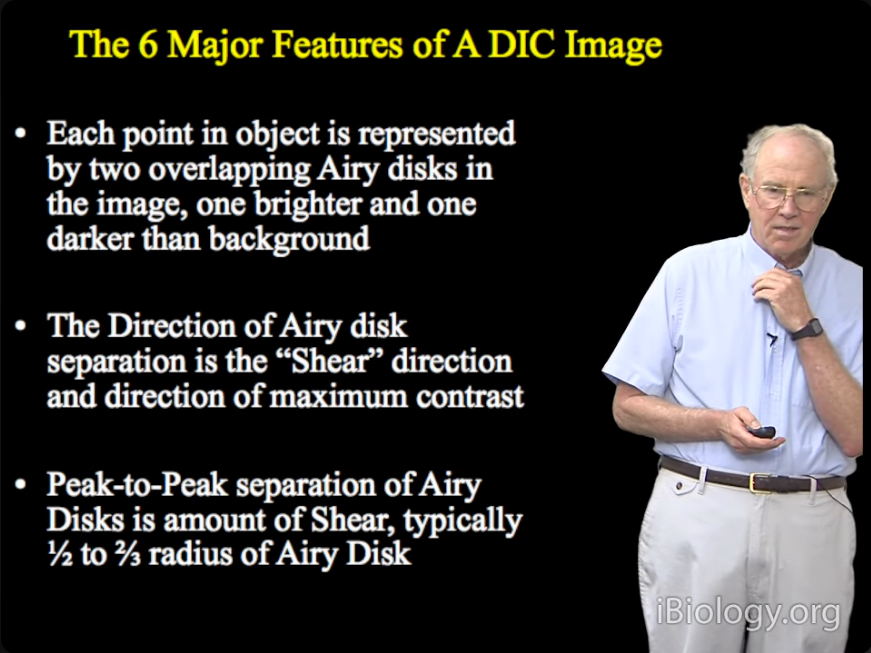 The 6 Major Features of A DIC Image
• Each point in object is represented
by two overlapping Airy disks in
the image, one brighter and one
darker than background
• The Direction of Airy disk
separation is the “Shear” direction
and direction of maximum contrast
• Peak-to-Peak separation of Airy
Disks is amount of Shear, typically
½ to ⅔ radius of Airy Disk
iBiology.org